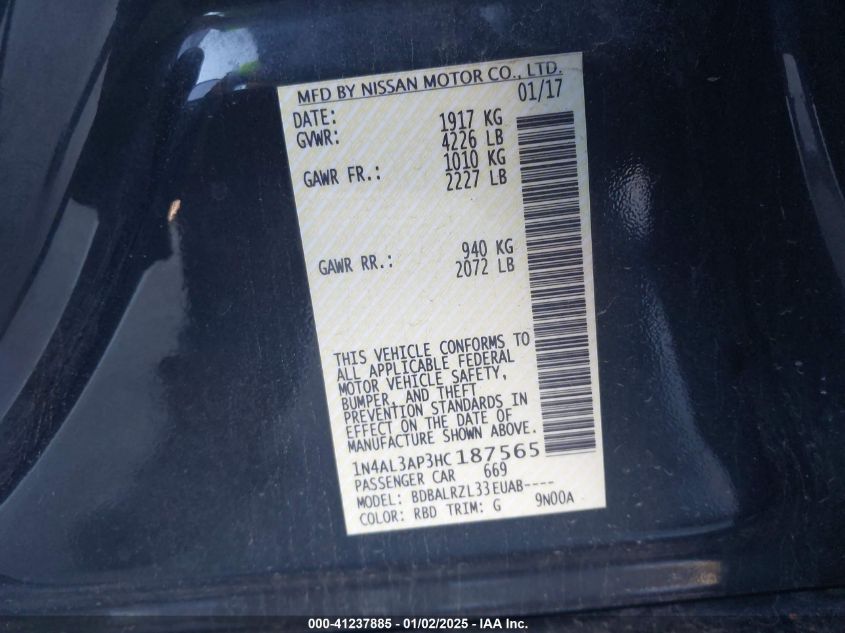 MFD BY NISSAN MOTOR CO., LTD.
DATE: 01/17
GVWR: 1917 KG
4226 LB
GAWR FR.: 1010 KG
2227 LB
GAWR RR.: 940 KG
2072 LB
THIS VEHICLE CONFORMS TO
ALL APPLICABLE FEDERAL
MOTOR VEHICLE SAFETY,
BUMPER, AND THEFT
PREVENTION STANDARDS IN
EFFECT ON THE DATE OF
MANUFACTURE SHOWN ABOVE.
1N4AL3AP3HC187565
PASSENGER CAR 669
MODEL: BDBALRZL33EUAB----
COLOR: RBD TRIM: G 9N00A
000-41237885 - 01/02/2025 - IAA Inc.